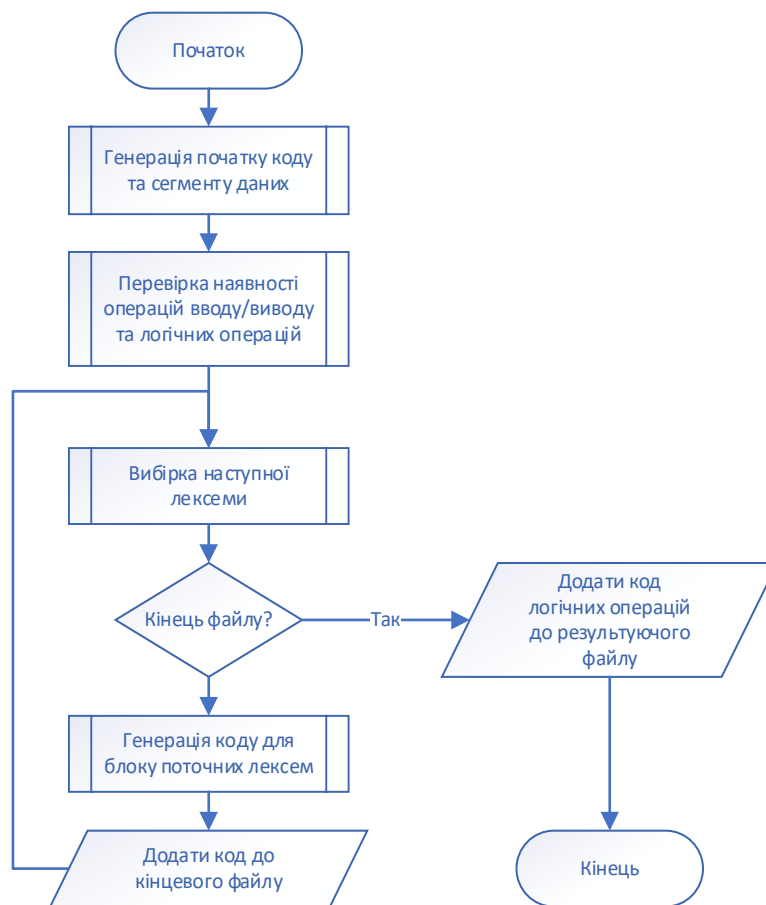 Початок
Генерація початку коду
та сегменту даних
Перевірка наявності
операцій вводу/виводу
та логічних операцій
Вибірка наступної
лексеми
Кінець файлу?
Так
Додати код
логічних операцій
до результуючого
файлу
Генерація коду для
блоку поточних лексем
Додати код до
кінцевого файлу
Кінець